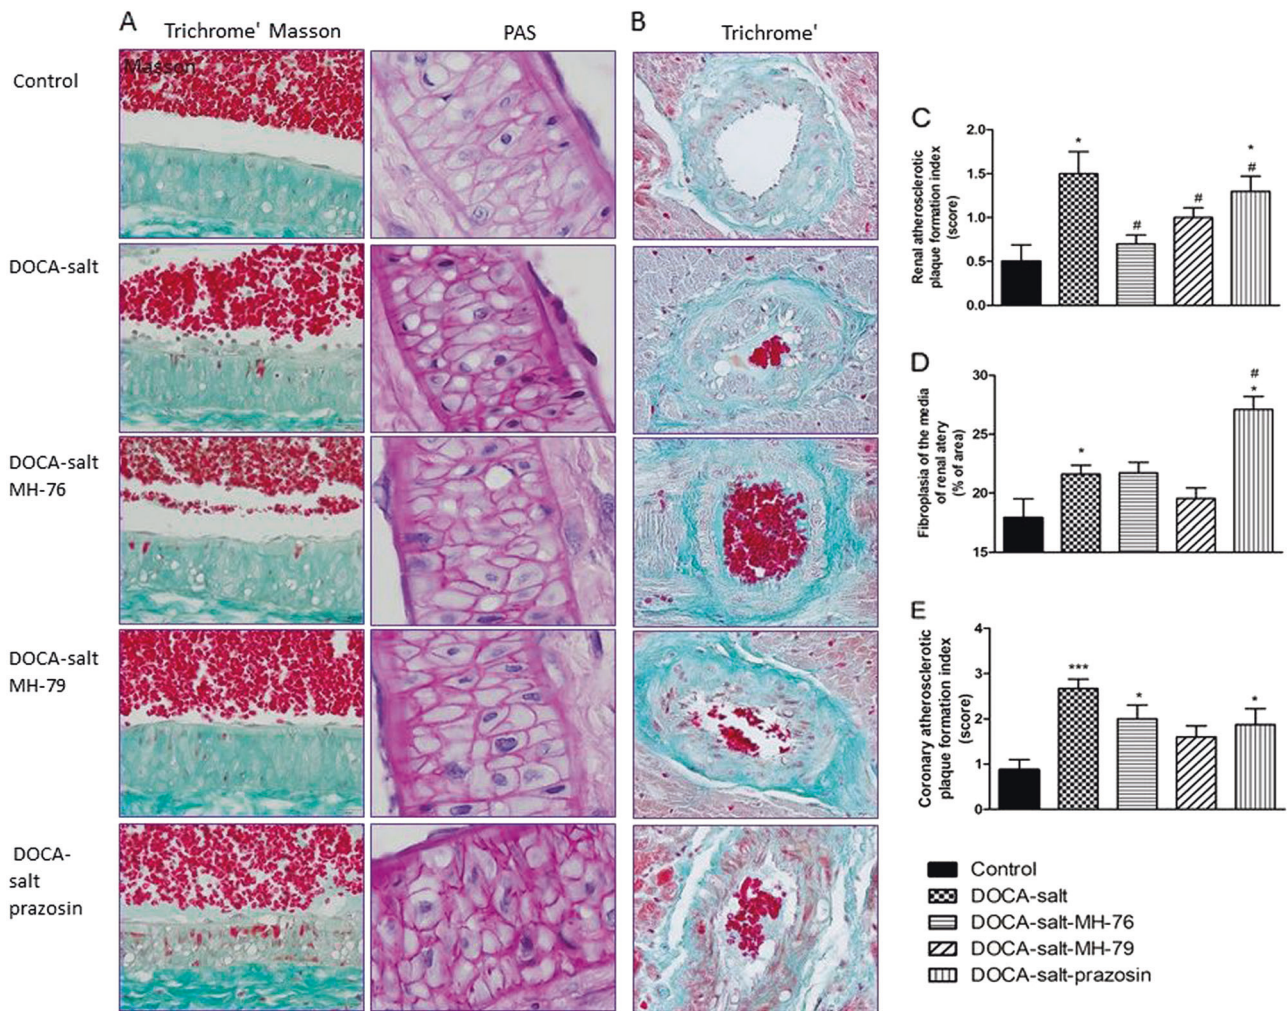 A
Trichrome' Masson
PAS
B
Trichrome'
Masson
Control
DOCA-salt
DOCA-salt
MH-76
DOCA-salt
MH-79
DOCA-
salt
prazosin
C
Renal atherosclerotic
plaque formation index
(score)
2.0
1.5
1.0
0.5
0.0
*
#
#
*
#
D
Fibroplasia of the media
of renal atery
(% of area)
30
25
20
15
*
#
*
E
Coronary atherosclerotic
plaque formation index
(score)
4
3
2
1
0
***
*
*
Control
DOCA-salt
DOCA-salt-MH-76
DOCA-salt-MH-79
DOCA-salt-prazosin